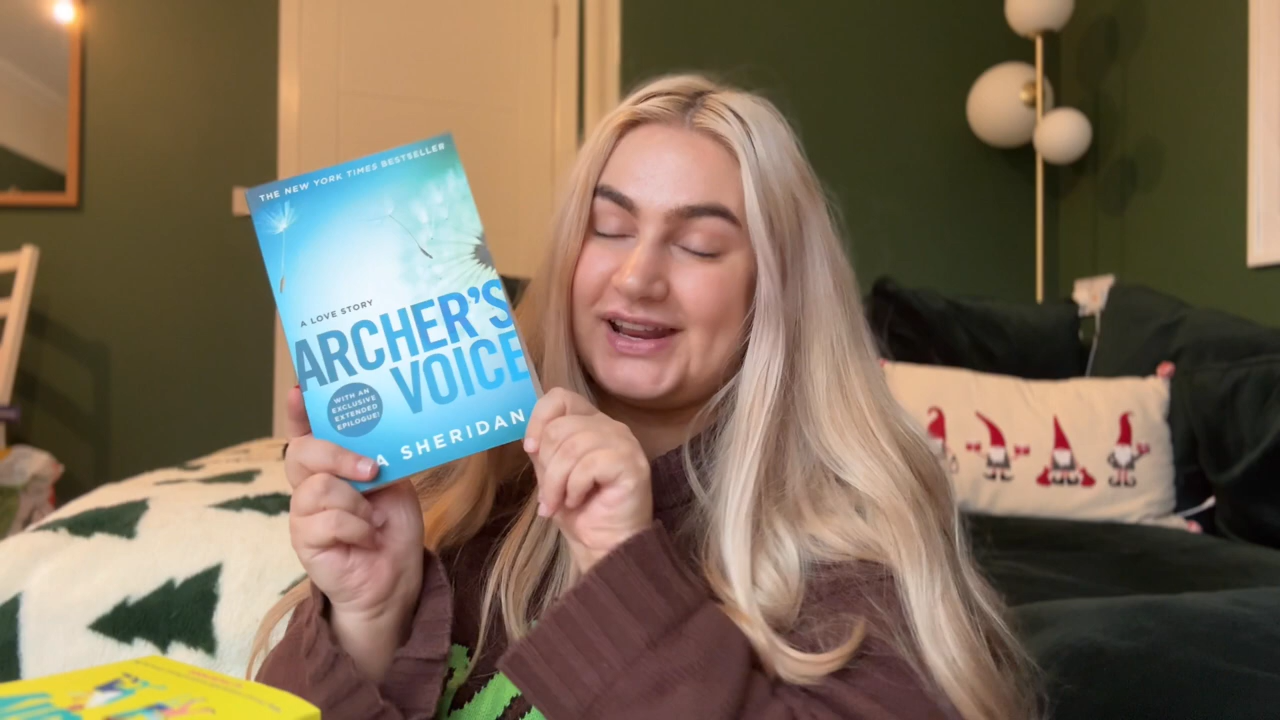 THE NEW YORK TIMES BESTSELLER
A LOVE STORY
ARCHER'S
VOICE
WITH AN
EXCLUSIVE
EXTENDED
EPILOGUE!
A SHERIDAN